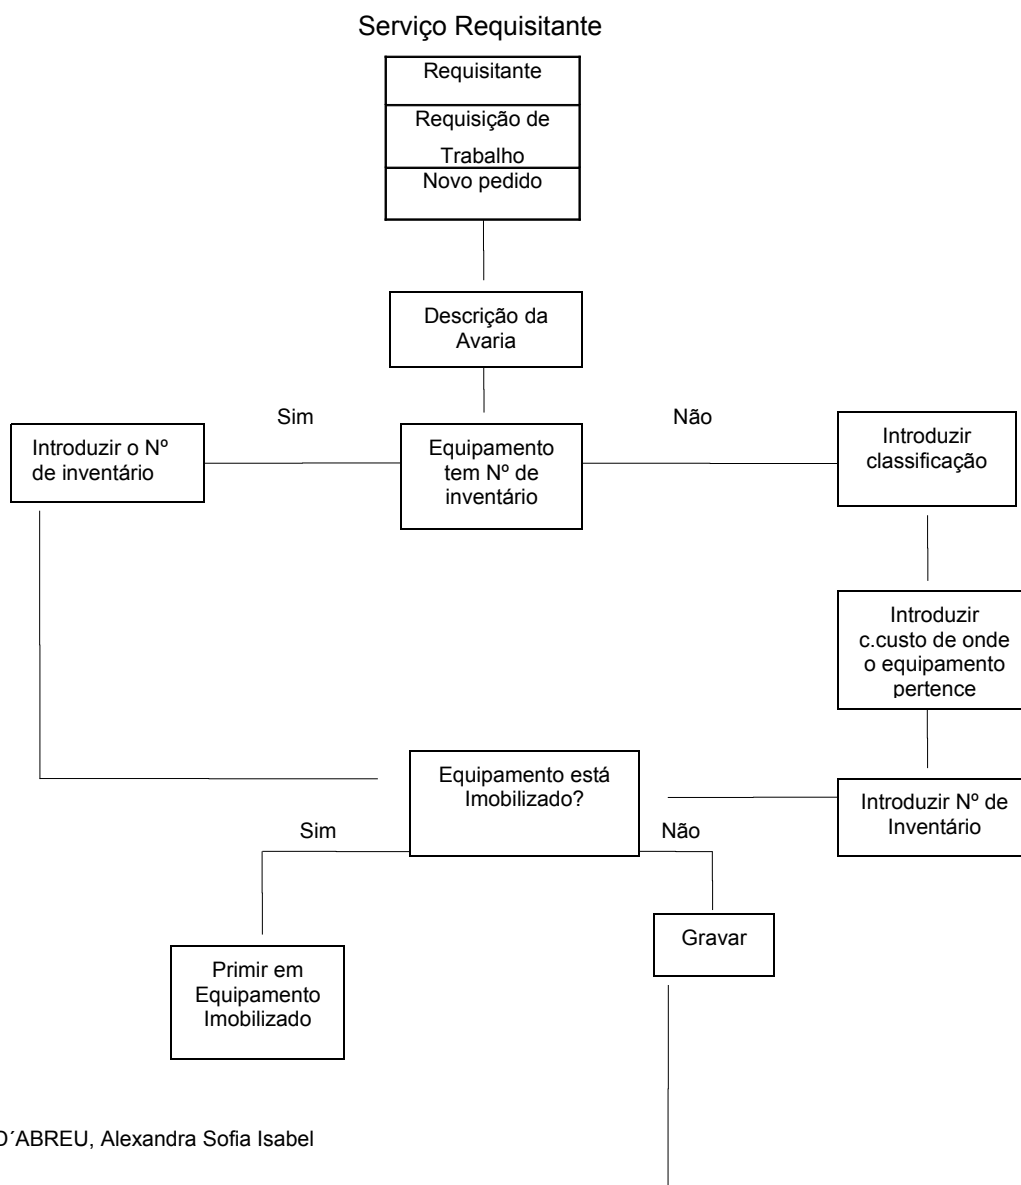 Serviço Requisitante
Requisitante
Requisição de
Trabalho
Novo pedido
Descrição da
Avaria
Sim
Não
Introduzir o Nº
de inventário
Equipamento
tem Nº de
inventário
Introduzir
classificação
Introduzir
c.custo de onde
o equipamento
pertence
Equipamento está
Imobilizado?
Introduzir Nº de
Inventário
Sim
Não
Gravar
Primir em
Equipamento
Imobilizado
D´ABREU, Alexandra Sofia Isabel